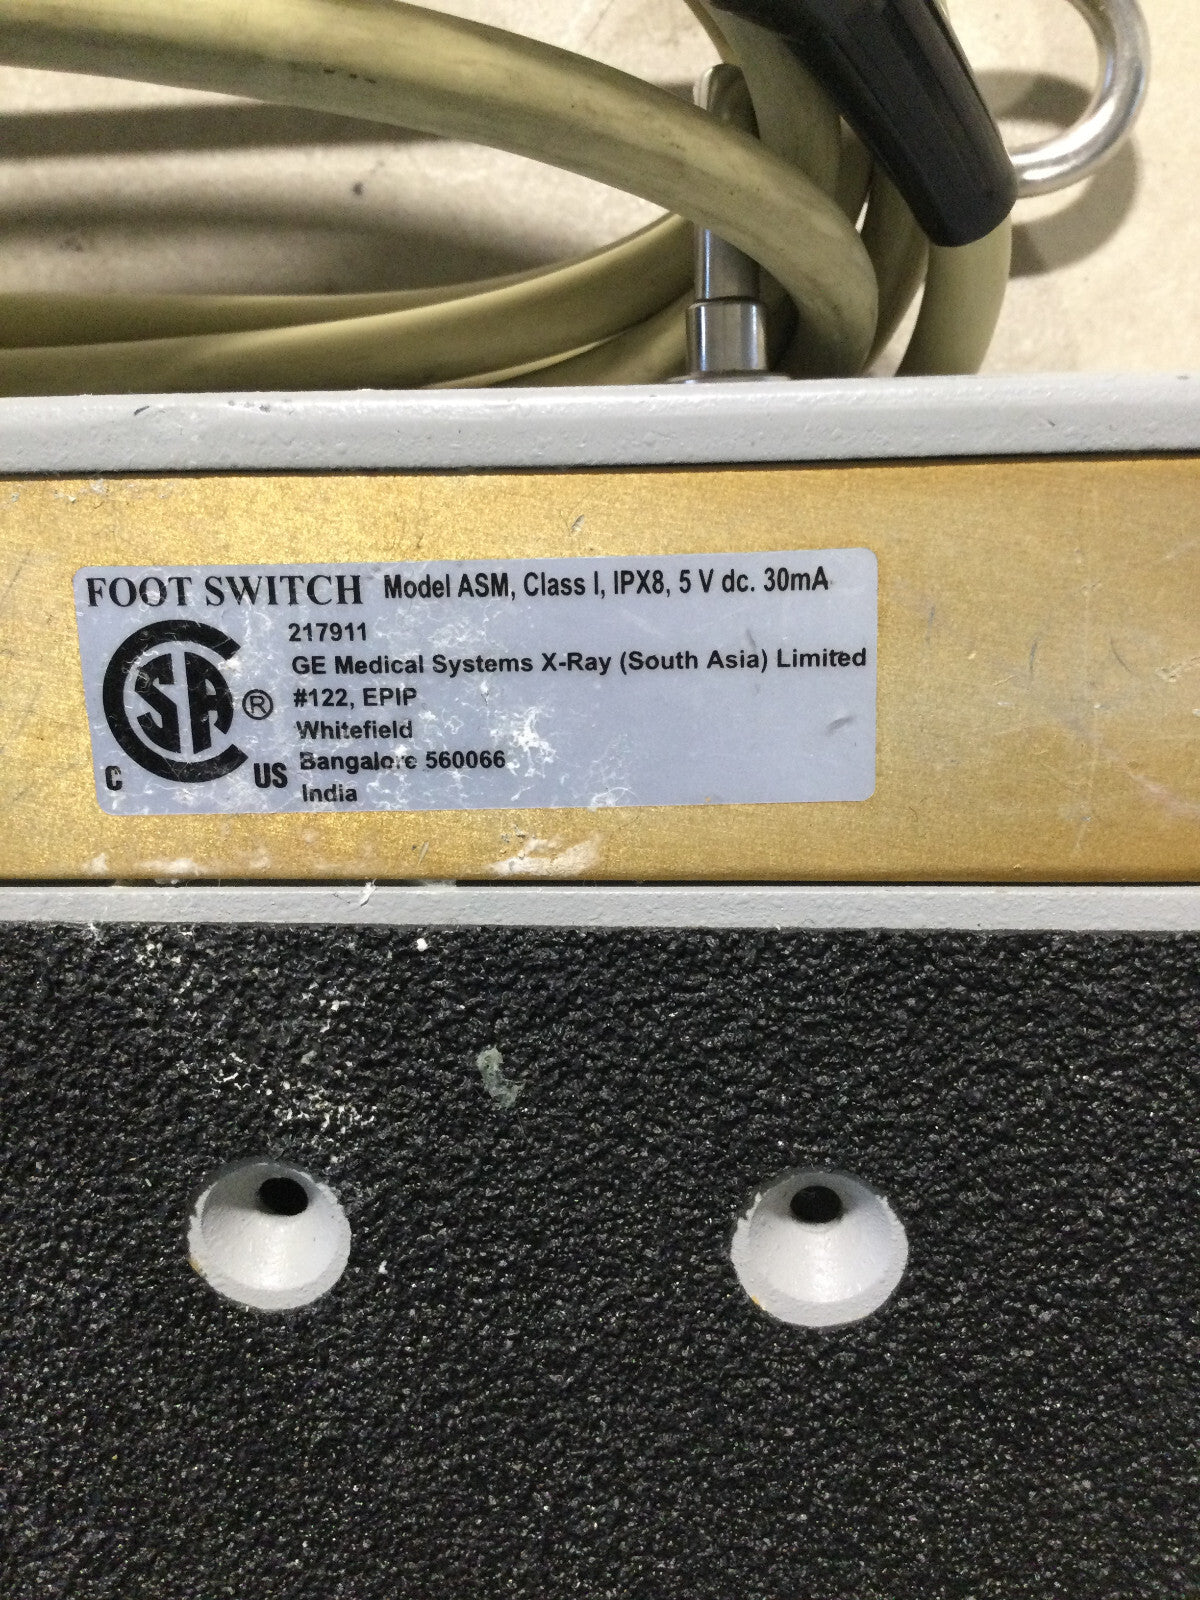 FOOT SWITCH Model ASM, Class I, IPX8, 5 V dc. 30mA
217911
GE Medical Systems X-Ray (South Asia) Limited
#122, EPIP
Whitefield
Bangalore 560066
India
CSA ®
C US